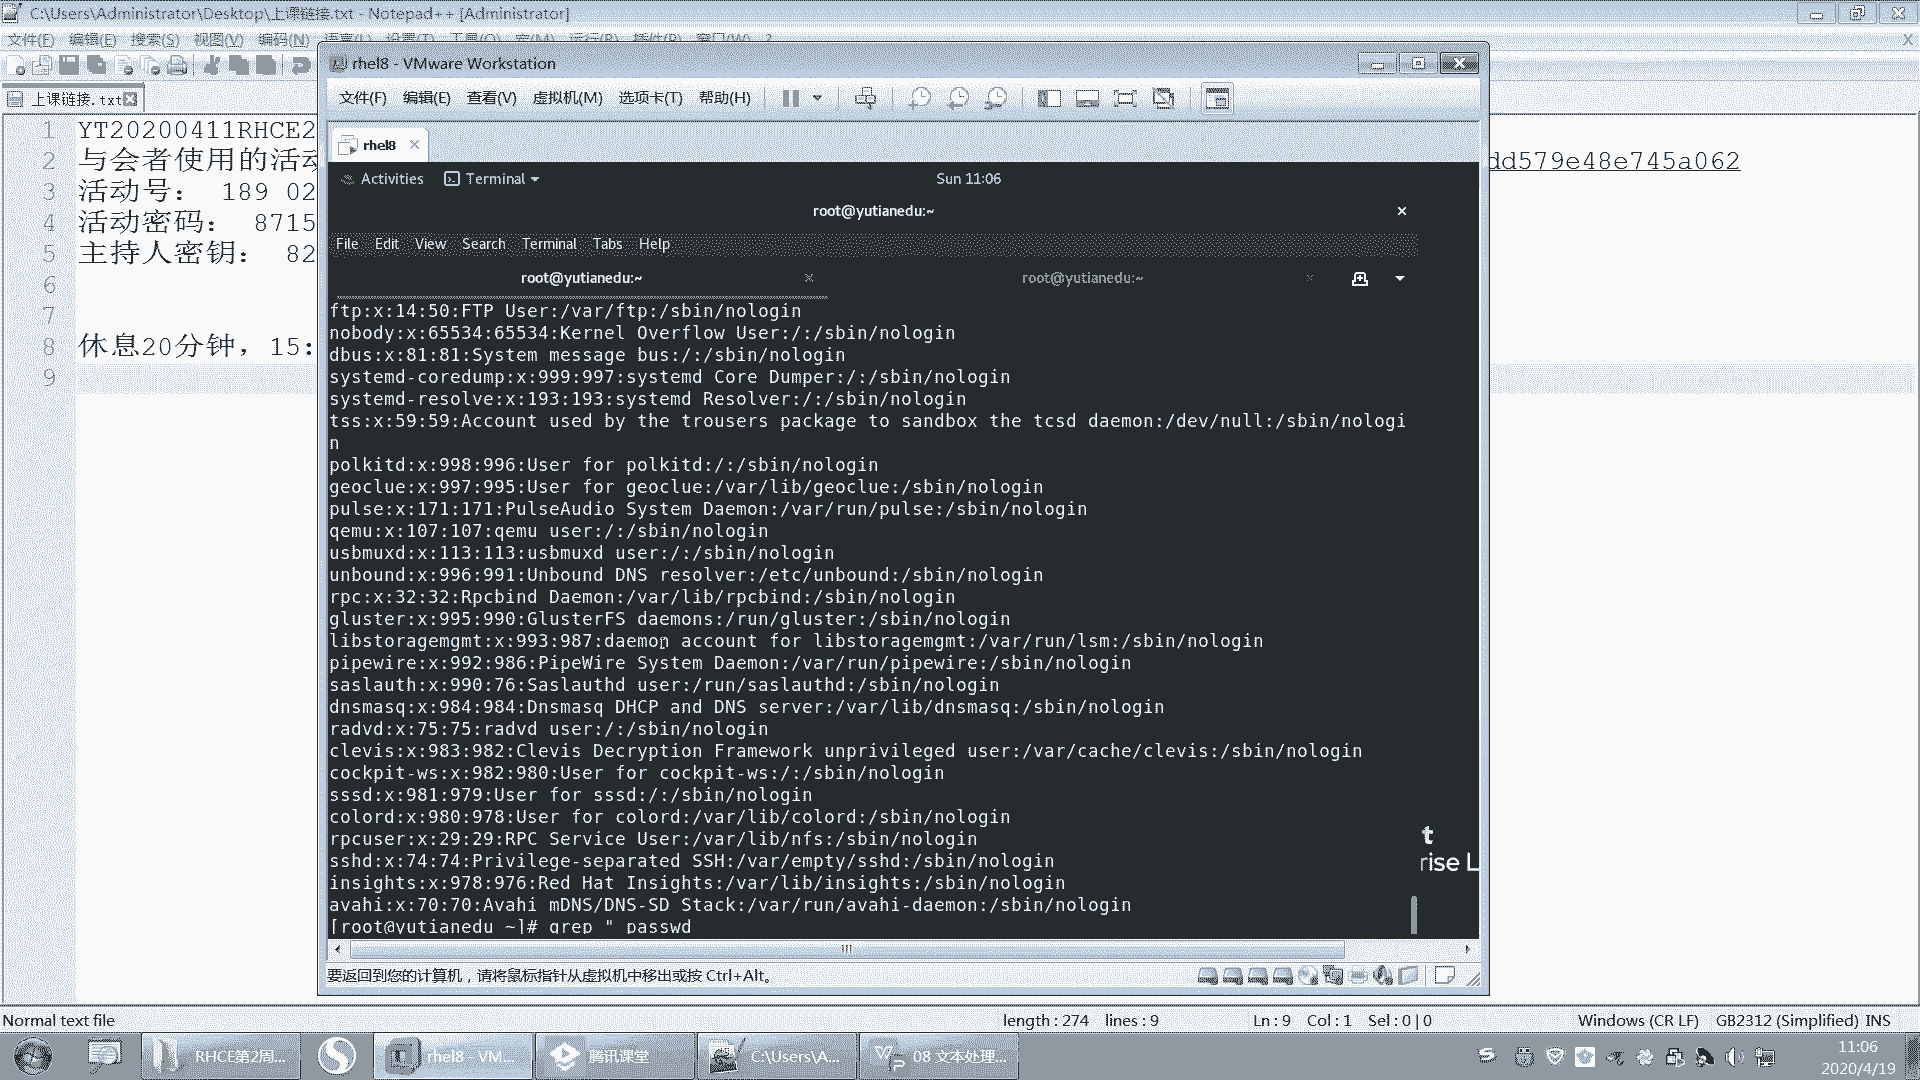 C:\Users\Administrator\Desktop\上课链接.txt - Notepad++ [Administrator]
文件(F) 编辑(E) 搜索(S) 视图(V) 编码(N) 语言(L) 设置(T) 工具(O) 宏(M) 运行(R) 插件(P) 窗口(W) ?
上课链接.txt
1 YT20200411RHCE2
2 与会者使用的活动
dd579e48e745a062
3 活动号: 189 02
4 活动密码: 8715
5 主持人密钥: 82
6
7
8 休息20分钟, 15:
9
rhel8 - VMware Workstation
文件(F) 编辑(E) 查看(V) 虚拟机(M) 选项卡(T) 帮助(H)
rhel8
Activities Terminal Sun 11:06
root@yutianedu:~
File Edit View Search Terminal Tabs Help
root@yutianedu:~ root@yutianedu:~
ftp:x:14:50:FTP User:/var/ftp:/sbin/nologin
nobody:x:65534:65534:Kernel Overflow User:/:/sbin/nologin
dbus:x:81:81:System message bus:/:/sbin/nologin
systemd-coredump:x:999:997:systemd Core Dumper:/:/sbin/nologin
systemd-resolve:x:193:193:systemd Resolver:/:/sbin/nologin
tss:x:59:59:Account used by the trousers package to sandbox the tcsd daemon:/dev/null:/sbin/nologi
n
polkitd:x:998:996:User for polkitd:/:/sbin/nologin
geoclue:x:997:995:User for geoclue:/var/lib/geoclue:/sbin/nologin
pulse:x:171:171:PulseAudio System Daemon:/var/run/pulse:/sbin/nologin
qemu:x:107:107:qemu user:/:/sbin/nologin
usbmuxd:x:113:113:usbmuxd user:/:/sbin/nologin
unbound:x:996:991:Unbound DNS resolver:/etc/unbound:/sbin/nologin
rpc:x:32:32:Rpcbind Daemon:/var/lib/rpcbind:/sbin/nologin
gluster:x:995:990:GlusterFS daemons:/run/gluster:/sbin/nologin
libstoragemgmt:x:993:987:daemon account for libstoragemgmt:/var/run/lsm:/sbin/nologin
pipewire:x:992:986:PipeWire System Daemon:/var/run/pipewire:/sbin/nologin
saslauth:x:990:76:Saslauthd user:/run/saslauthd:/sbin/nologin
dnsmasq:x:984:984:Dnsmasq DHCP and DNS server:/var/lib/dnsmasq:/sbin/nologin
radvd:x:75:75:radvd user:/:/sbin/nologin
clevis:x:983:982:Clevis Decryption Framework unprivileged user:/var/cache/clevis:/sbin/nologin
cockpit-ws:x:982:980:User for cockpit-ws:/:/sbin/nologin
sssd:x:981:979:User for sssd:/:/sbin/nologin
colord:x:980:978:User for colord:/var/lib/colord:/sbin/nologin
rpcuser:x:29:29:RPC Service User:/var/lib/nfs:/sbin/nologin
sshd:x:74:74:Privilege-separated SSH:/var/empty/sshd:/sbin/nologin
insights:x:978:976:Red Hat Insights:/var/lib/insights:/sbin/nologin
avahi:x:70:70:Avahi mDNS/DNS-SD Stack:/var/run/avahi-daemon:/sbin/nologin
[root@yutianedu ~]# grep " passwd
t
rise L
要返回到您的计算机，请将鼠标指针从虚拟机中移出或按 Ctrl+Alt。
Normal text file length : 274 lines : 9 Ln : 9 Col : 1 Sel : 0 | 0 Windows (CR LF) GB2312 (Simplified) INS
RHCE第2周... rhel8 - VM... 腾讯课堂 C:\Users\A... 08 文本处理...
11:06
2020/4/19